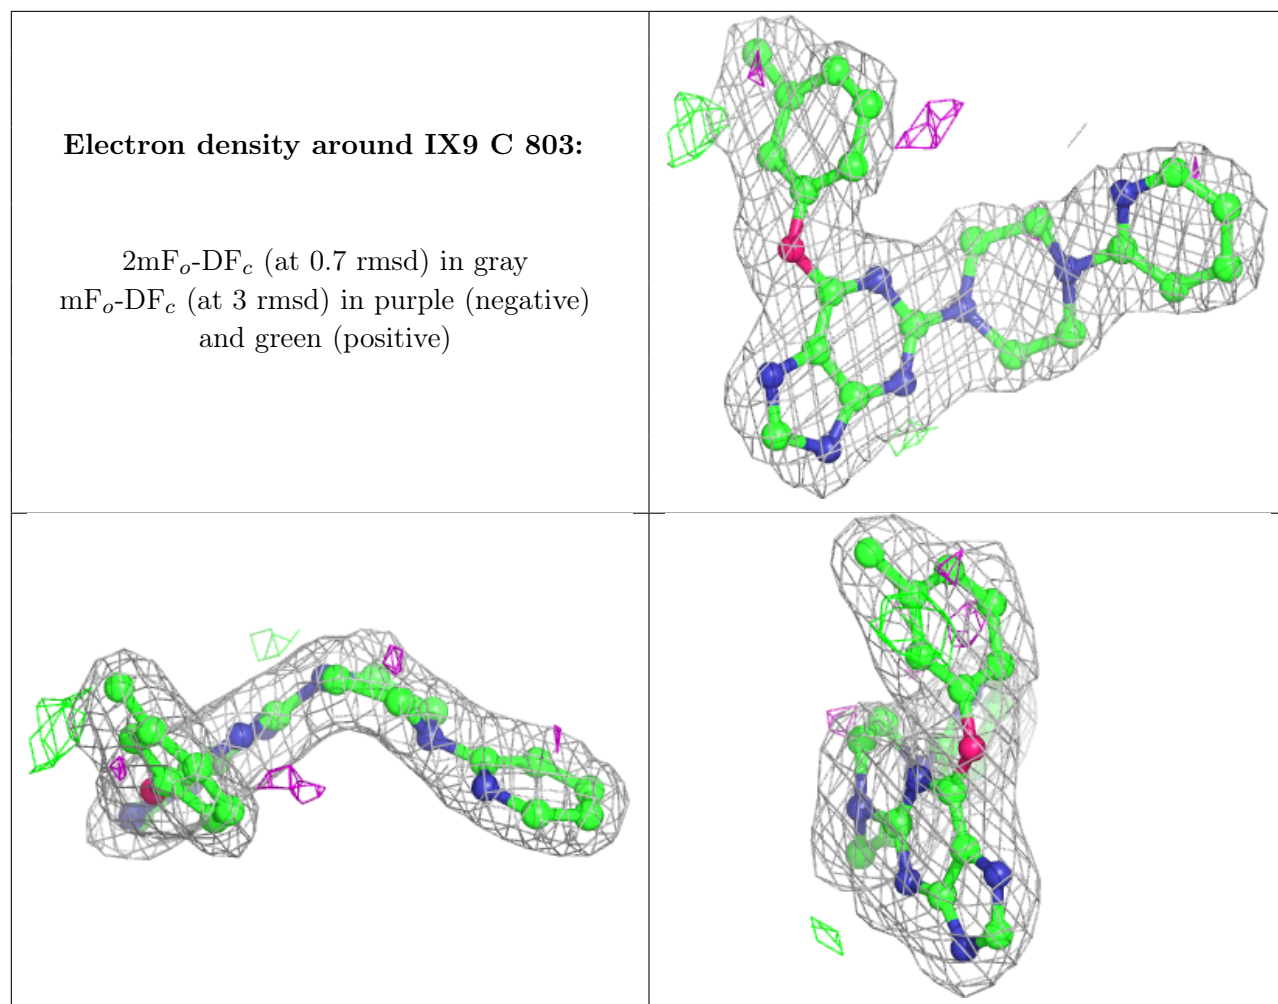 Electron density around IX9 C 803:
2mFo-DFc (at 0.7 rmsd) in gray
mFo-DFc (at 3 rmsd) in purple (negative)
and green (positive)